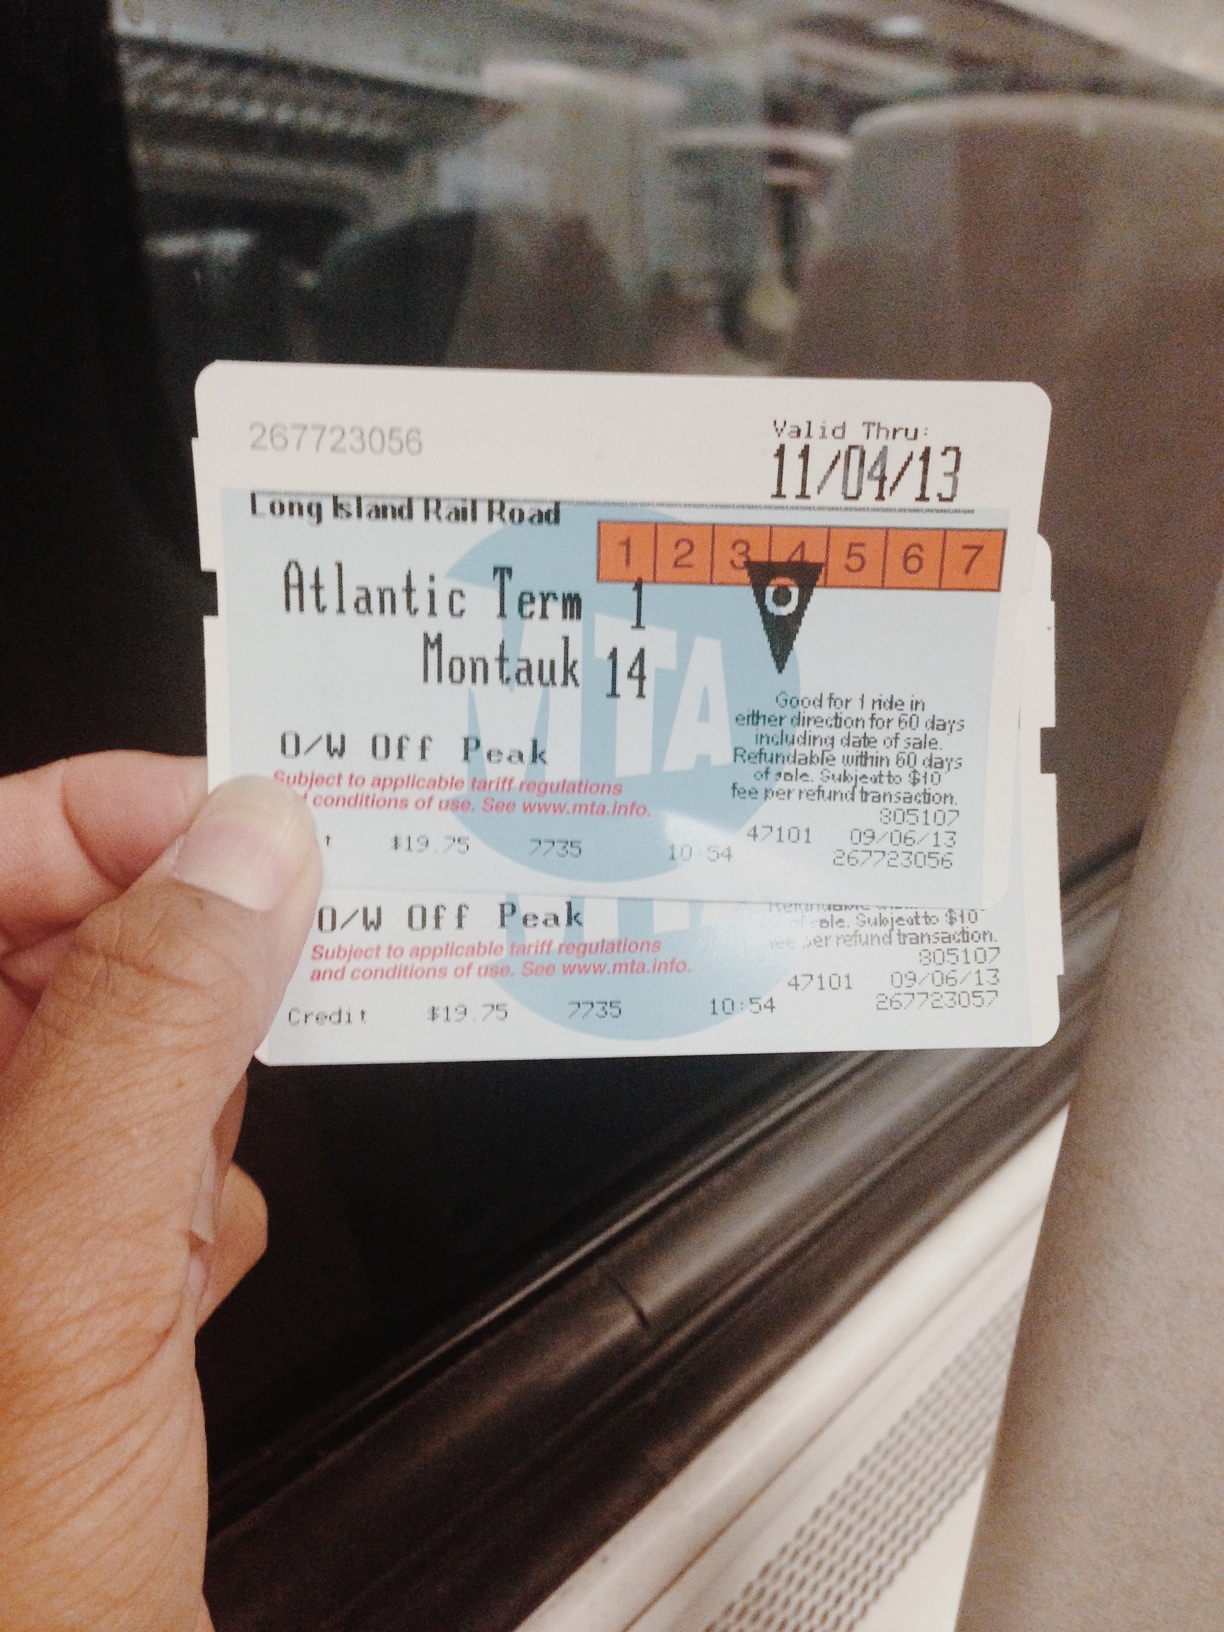 267723056
Valid Thru:
11/04/13
Long Island Rail Road
1 2 3 4 5 6 7
Atlantic Term 1
Montauk 14
MTA
Good for 1 ride in
either direction for 60 days
including date of sale.
Refundable within 60 days
of sale. Subject to $10
fee per refund transaction.
O/W Off Peak
Subject to applicable tariff regulations
conditions of use. See www.mta.info.
805107
47101 09/06/13
t $19.75 7735 10:54
267723056
O/W Off Peak
sale. Subject to $10
fee per refund transaction.
Subject to applicable tariff regulations
and conditions of use. See www.mta.info.
805107
47101 09/06/13
Credit $19.75 7735 10:54
267723057